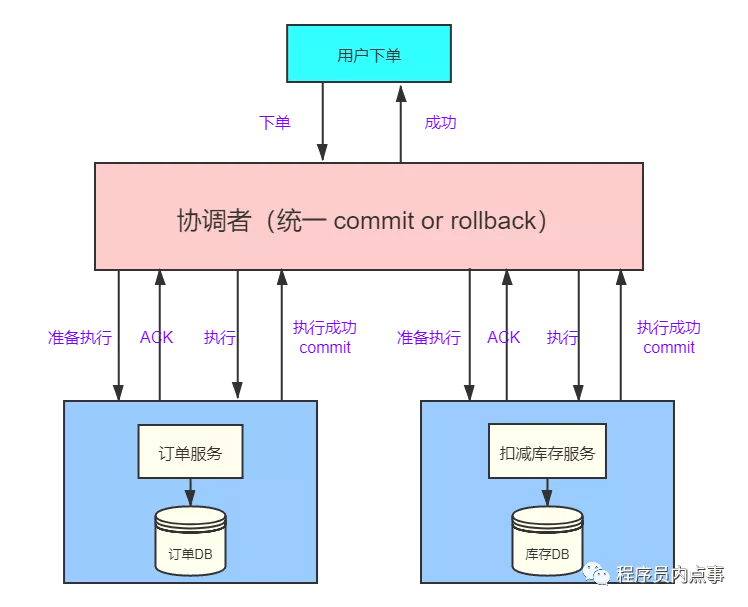 用户下单
下单
成功
协调者（统一 commit or rollback）
准备执行
ACK
执行
执行成功
commit
准备执行
ACK
执行
执行成功
commit
订单服务
扣减库存服务
订单DB
库存DB
程序员内点事